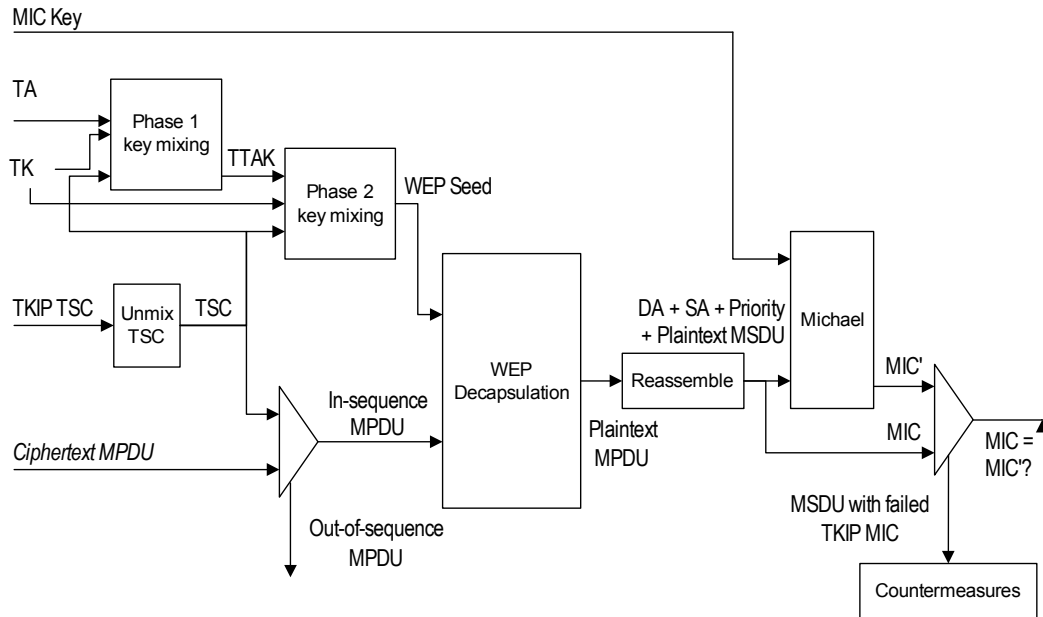 MIC Key
TA
Phase 1
key mixing
TK
TTAK
Phase 2
key mixing
WEP Seed
TKIP TSC
Unmix
TSC
TSC
DA + SA + Priority
+ Plaintext MSDU
Michael
WEP
Decapsulation
Reassemble
MIC'
In-sequence
MPDU
Plaintext
MPDU
MIC
MIC =
MIC'?
Ciphertext MPDU
Out-of-sequence
MPDU
MSDU with failed
TKIP MIC
Countermeasures